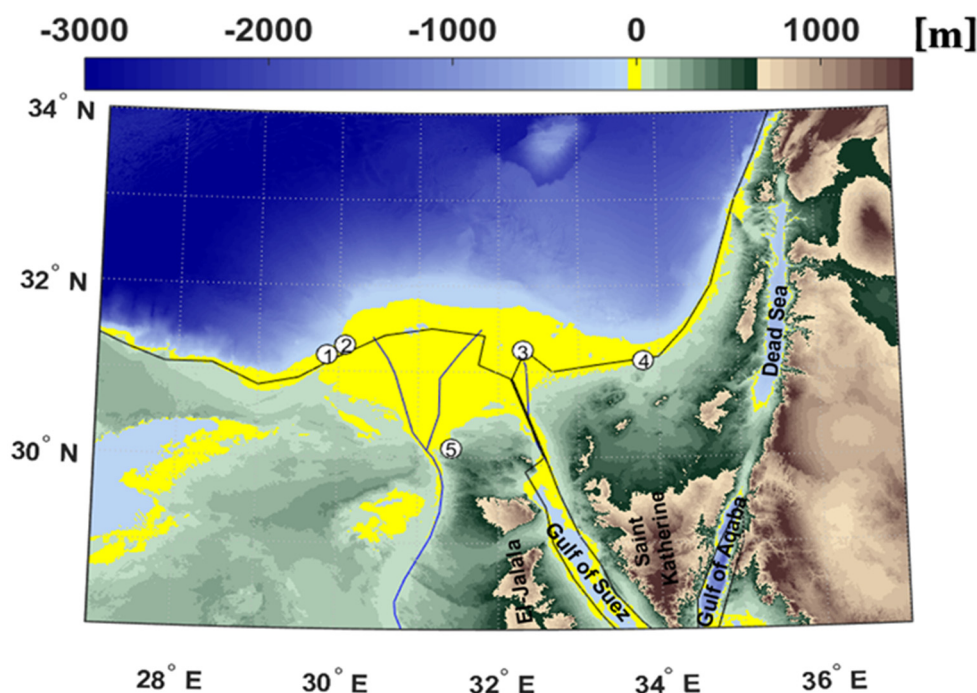 -3000 -2000 -1000 0 1000 [m]
34° N
32° N
30° N
1
2
3
4
5
Dead Sea
Saint
Katherine
El Jalala
Gulf of Suez
Gulf of Aqaba
28° E 30° E 32° E 34° E 36° E